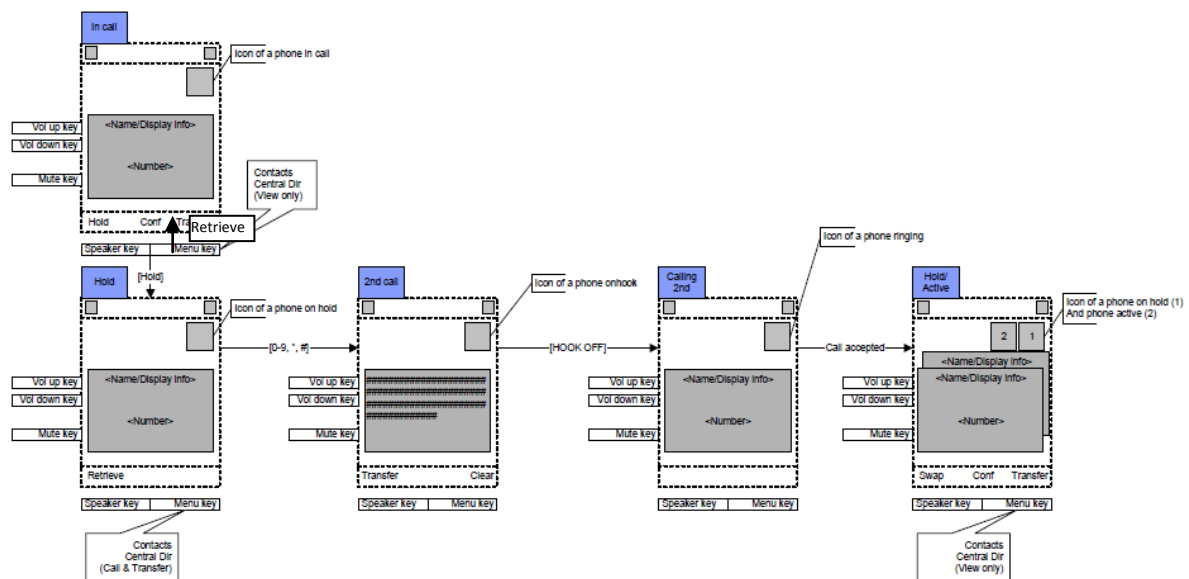 In call
Icon of a phone in call
Vol up key
Vol down key
Mute key
<Name/Display Info>
<Number>
Hold Conf
Contacts
Central Dir
(View only)
Retrieve
Speaker key Menu key
[Hold]
Hold
Icon of a phone on hold
Vol up key
Vol down key
Mute key
<Name/Display Info>
<Number>
Retrieve
Speaker key Menu key
Contacts
Central Dir
(Call & Transfer)
[0-9, *, #]
2nd call
Icon of a phone onhook
Vol up key
Vol down key
Mute key
########################
########################
########################
##############
Transfer Clear
Speaker key Menu key
[HOOK OFF]
Calling
2nd
Icon of a phone ringing
Vol up key
Vol down key
Mute key
<Name/Display Info>
<Number>
Speaker key Menu key
Call accepted
Hold/
Active
Icon of a phone on hold (1)
And phone active (2)
2 1
<Name/Display Info>
<Name/Display Info>
<Number>
Vol up key
Vol down key
Mute key
Swap Conf Transfer
Speaker key Menu key
Contacts
Central Dir
(View only)